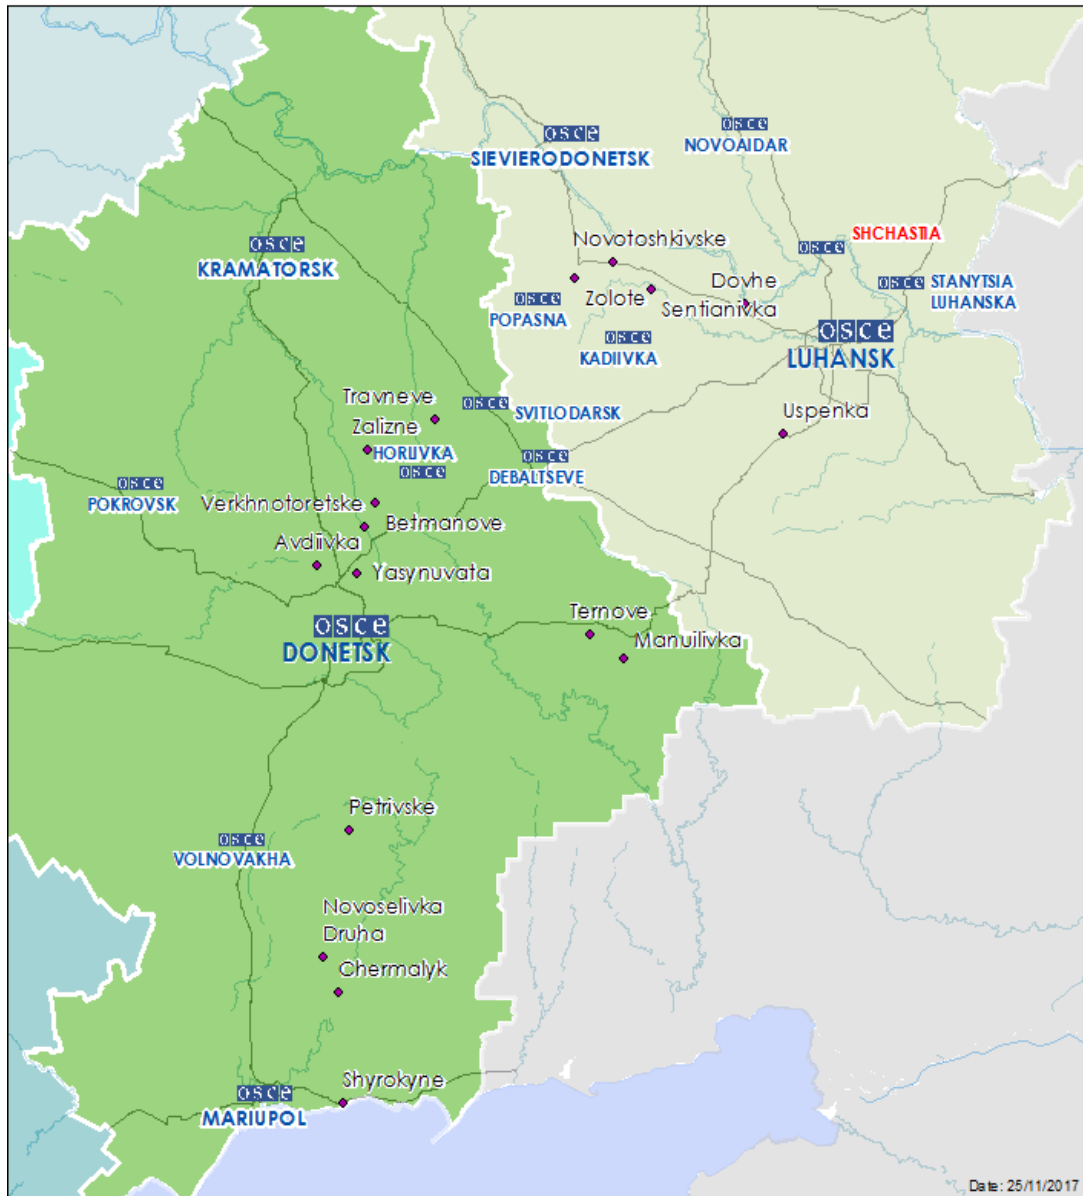 osce
SIEVIERODONETSK
osce
NOVOAIDAR
osce
KRAMATORSK
Novotoshkivske
osce
SHCHASTIA
osce
POPASNA
Zolote
Sentianivka
Dovhe
osce
STANYTSIA
LUHANSKA
osce
KADIIVKA
osce
LUHANSK
Travneve
Zalizne
osce
SVITLODARSK
Uspenka
HORLIVKA
osce
osce
DEBALTSEVE
osce
POKROVSK
Verkhnotoretske
Betmanove
Avdiivka
Yasynuvata
osce
DONETSK
Ternove
Manuilivka
Petrivske
osce
VOLNOVAKHA
Novoselivka
Druha
Chermalyk
Shyrokyne
osce
MARIUPOL
Date: 25/11/2017